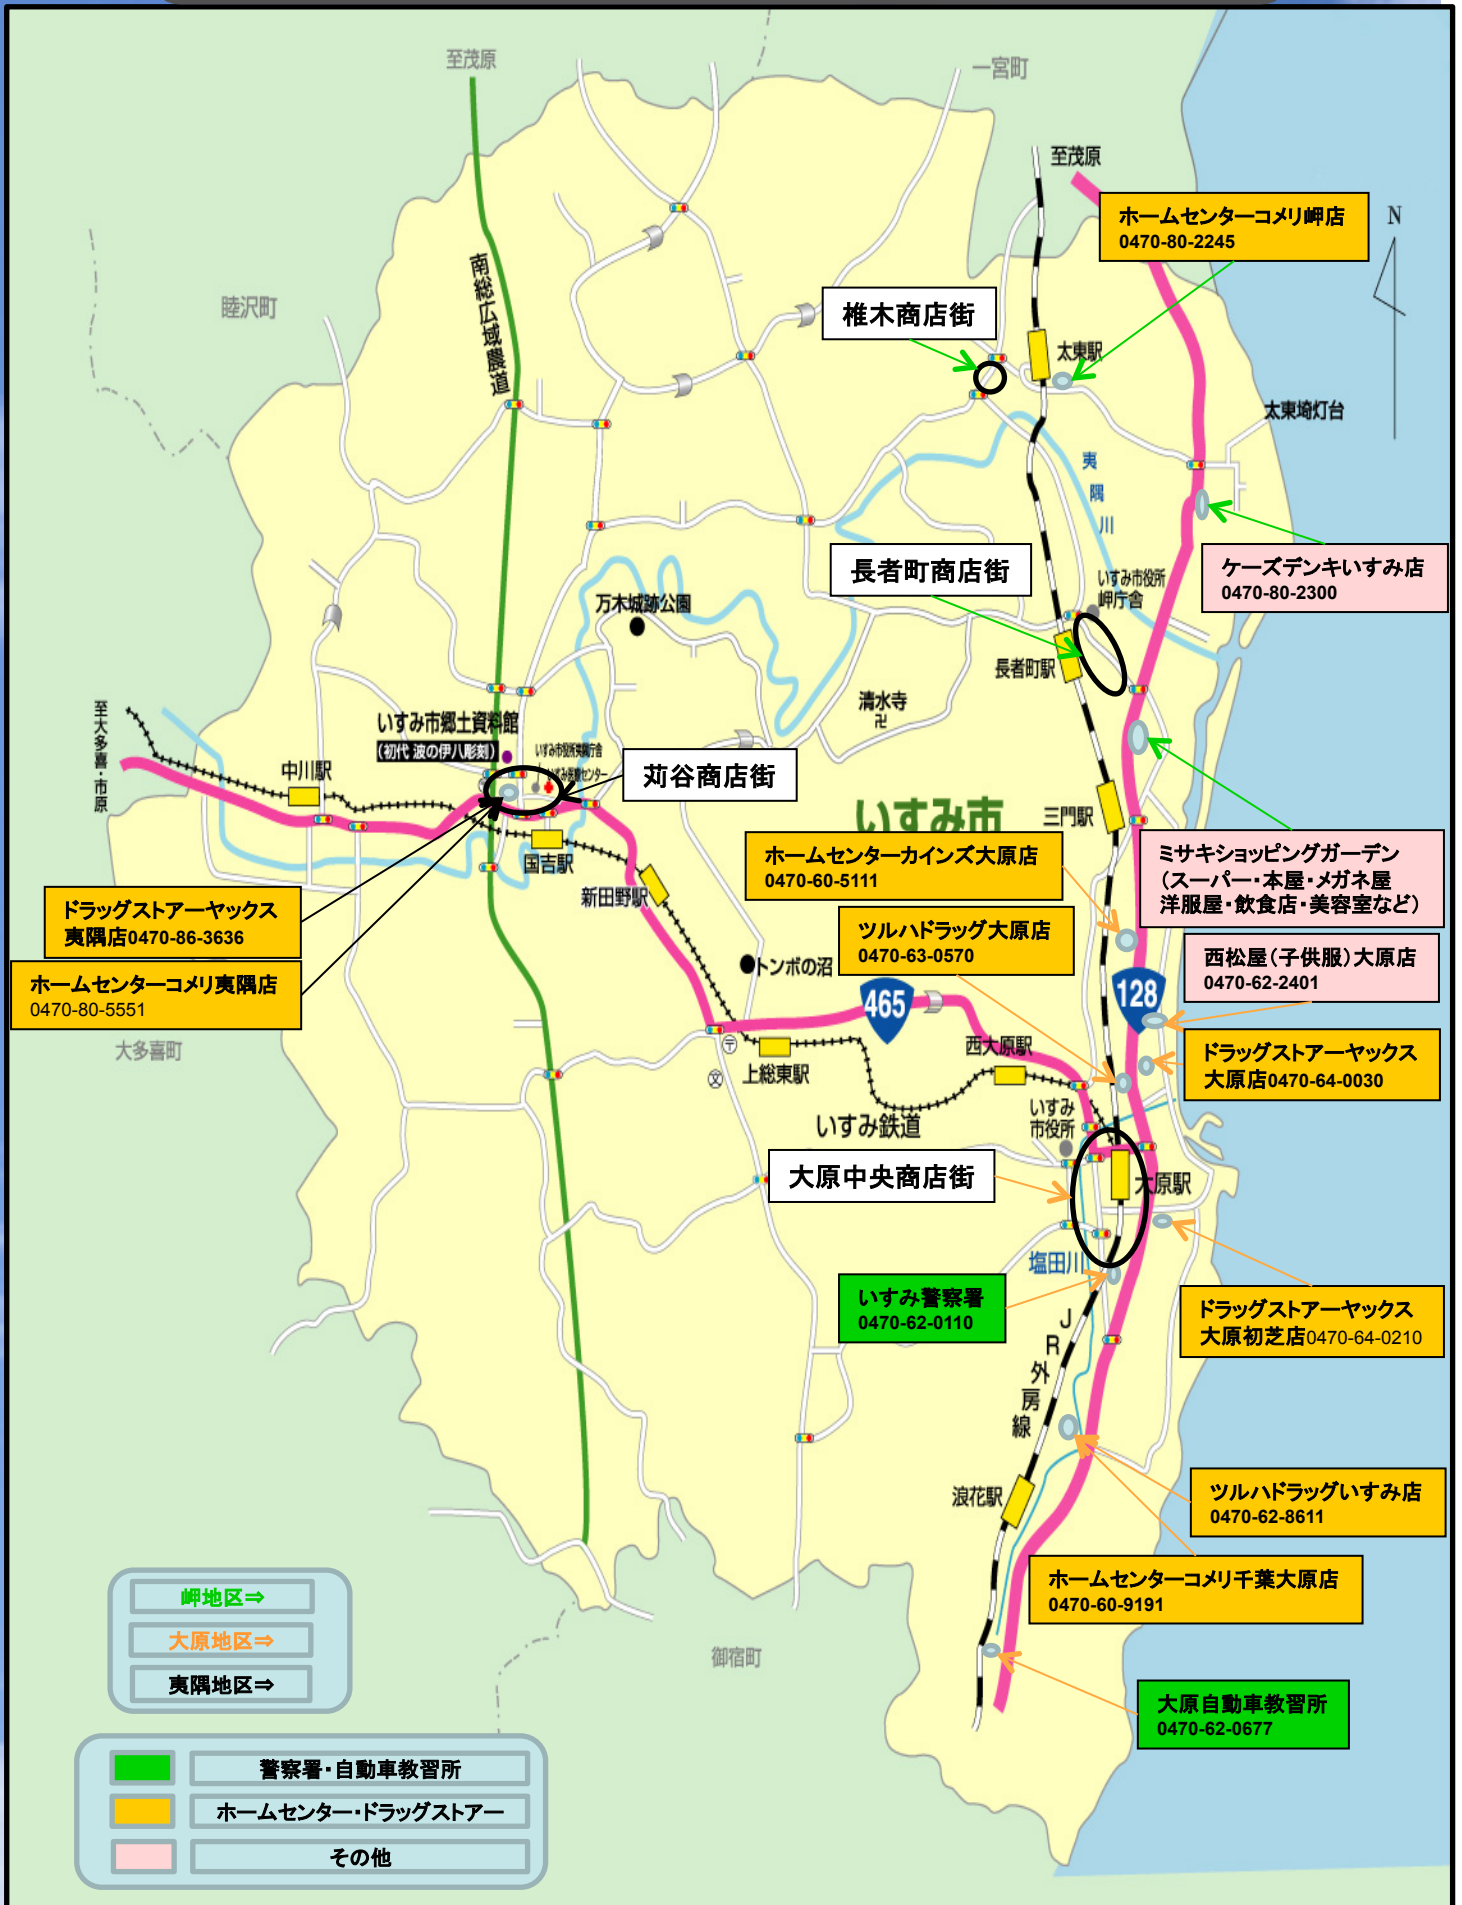 至茂原
一宮町
至茂原
ホームセンターコメリ岬店
0470-80-2245
N
睦沢町
南総広域農道
椎木商店街
太東駅
太東埼灯台
夷隅川
長者町商店街
いすみ市役所
岬庁舎
ケーズデンキいすみ店
0470-80-2300
万木城跡公園
長者町駅
清水寺
卍
至大多喜・市原
いすみ市郷土資料館
(初代 波の伊八彫刻)
いすみ市役所夷隅庁舎
いすみ医療センター
中川駅
苅谷商店街
いすみ市
三門駅
国吉駅
新田野駅
ホームセンターカインズ大原店
0470-60-5111
ミサキショッピングガーデン
(スーパー・本屋・メガネ屋
洋服屋・飲食店・美容室など)
ドラッグストアーヤックス
夷隅店0470-86-3636
ツルハドラッグ大原店
0470-63-0570
西松屋(子供服)大原店
0470-62-2401
ホームセンターコメリ夷隅店
0470-80-5551
トンボの沼
465
128
大多喜町
〒
文
上総東駅
西大原駅
ドラッグストアーヤックス
大原店0470-64-0030
いすみ鉄道
いすみ
市役所
大原中央商店街
大原駅
塩田川
いすみ警察署
0470-62-0110
ドラッグストアーヤックス
大原初芝店0470-64-0210
JR外房線
浪花駅
ツルハドラッグいすみ店
0470-62-8611
ホームセンターコメリ千葉大原店
0470-60-9191
御宿町
大原自動車教習所
0470-62-0677
岬地区⇒
大原地区⇒
夷隅地区⇒
警察署・自動車教習所
ホームセンター・ドラッグストアー
その他